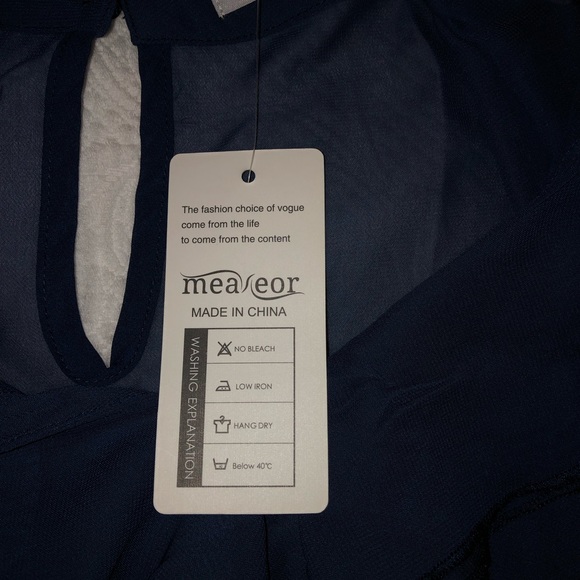 The fashion choice of vogue
come from the life
to come from the content
meaneor
MADE IN CHINA
WASHING EXPLANATION
NO BLEACH
LOW IRON
HANG DRY
Below 40℃